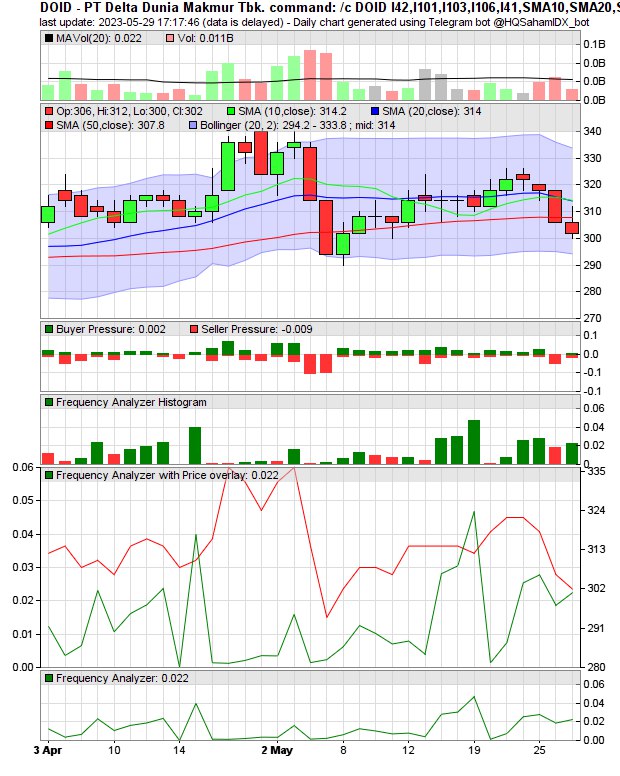 DOID - PT Delta Dunia Makmur Tbk. command: /c DOID I42,I101,I103,I106,I41,SMA10,SMA20,S
last update: 2023-05-29 17:17:46 (data is delayed) - Daily chart generated using Telegram bot @HQSahamIDX_bot
MAVol(20): 0.022 Vol: 0.011B
0.1B
0.0B
0.0B
Op:306, Hi:312, Lo:300, Cl:302 SMA (10,close): 314.2 SMA (20,close): 314
SMA (50,close): 307.8 Bollinger (20, 2): 294.2 - 333.8 ; mid: 314
340
330
320
310
300
290
280
270
Buyer Pressure: 0.002 Seller Pressure: -0.009
0.1
0.0
-0.1
-0.1
Frequency Analyzer Histogram
0.06
0.04
0.02
0
Frequency Analyzer with Price overlay: 0.022
0.06
0.05
0.04
0.03
0.02
0.01
0.00
335
324
313
302
291
280
Frequency Analyzer: 0.022
0.06
0.04
0.02
0.00
3 Apr 10 14 2 May 8 12 19 25